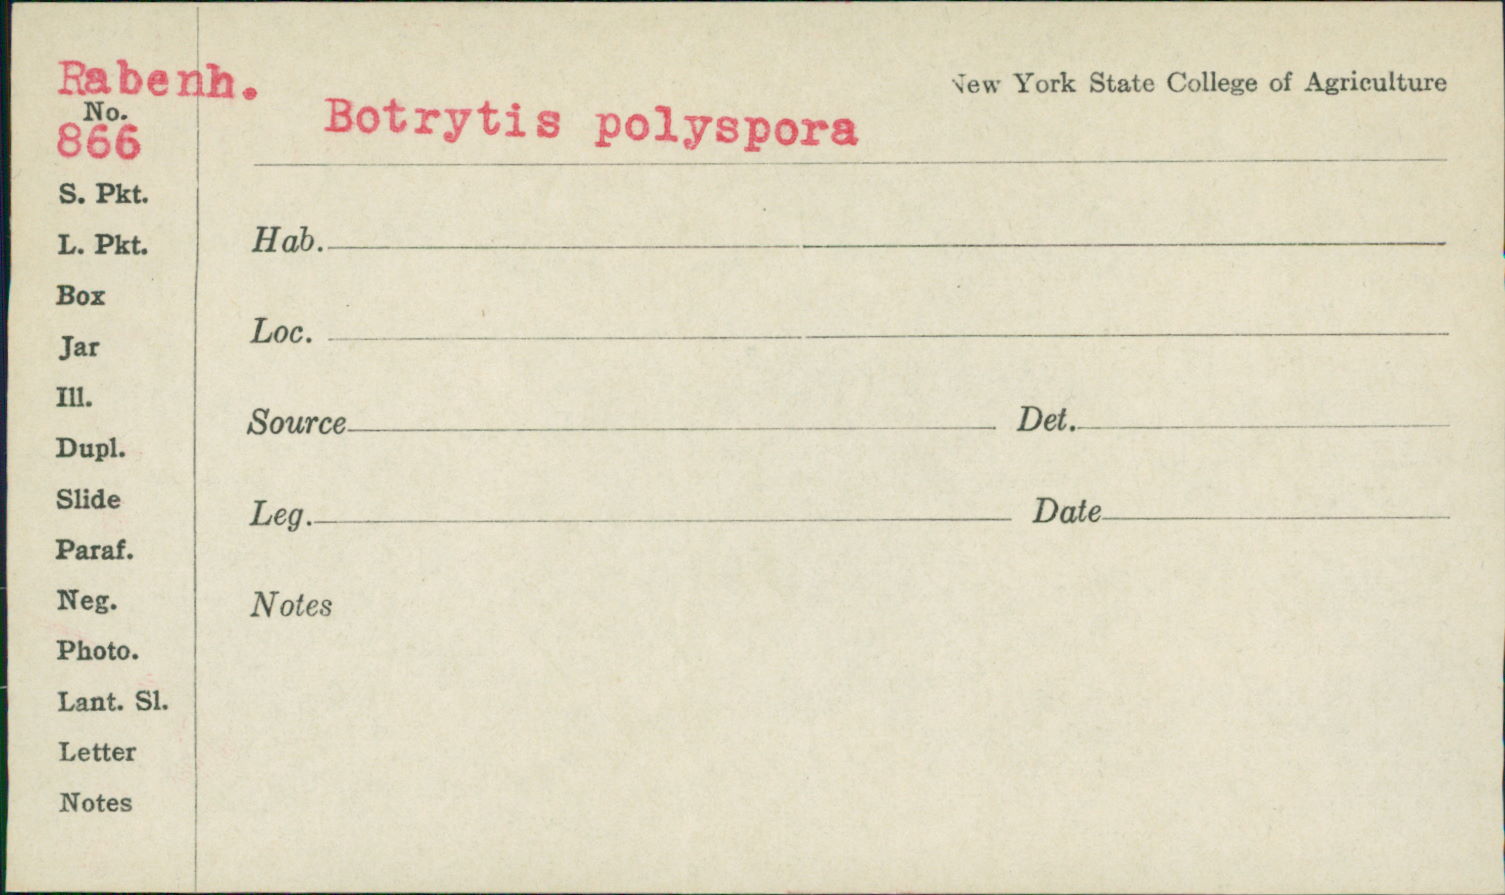 Rabenh.
New York State College of Agriculture
No.
Botrytis polyspora
866
S. Pkt.
L. Pkt.
Hab.
Box
Loc.
Jar
Ill.
Source
Det.
Dupl.
Slide
Leg.
Date
Paraf.
Neg.
Notes
Photo.
Lant. Sl.
Letter
Notes